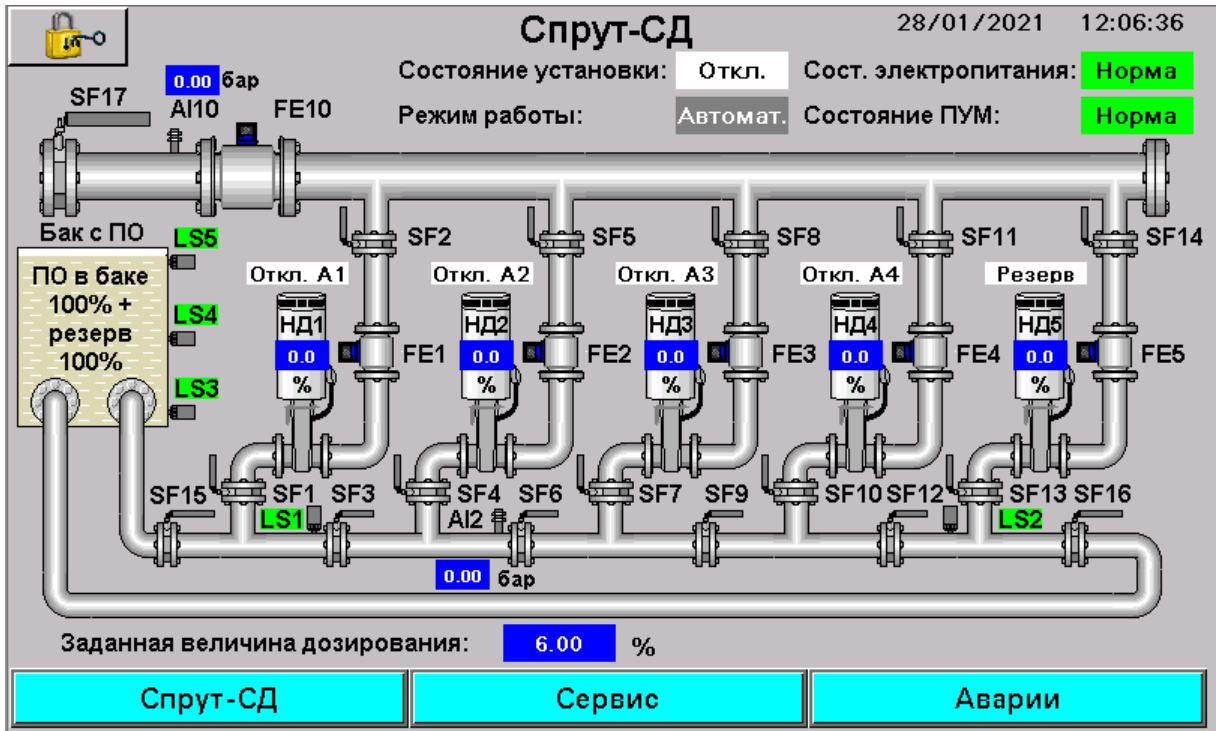 Спрут-СД
28/01/2021 12:06:36
Состояние установки: Откл. Сост. электропитания: Норма
Режим работы: Автомат. Состояние ПУМ: Норма
0.00 бар
SF17 AI10 FE10
Бак с ПО LS5 SF2 SF5 SF8 SF11 SF14
ПО в баке
100% +
резерв
100%
LS4
LS3
Откл. А1 Откл. А2 Откл. А3 Откл. А4 Резерв
НД1 НД2 НД3 НД4 НД5
0.0 FE1 0.0 FE2 0.0 FE3 0.0 FE4 0.0 FE5
% % % % %
SF15 SF1 SF3 SF4 SF6 SF7 SF9 SF10 SF12 SF13 SF16
LS1 AI2 LS2
0.00 бар
Заданная величина дозирования: 6.00 %
Спрут-СД Сервис Аварии